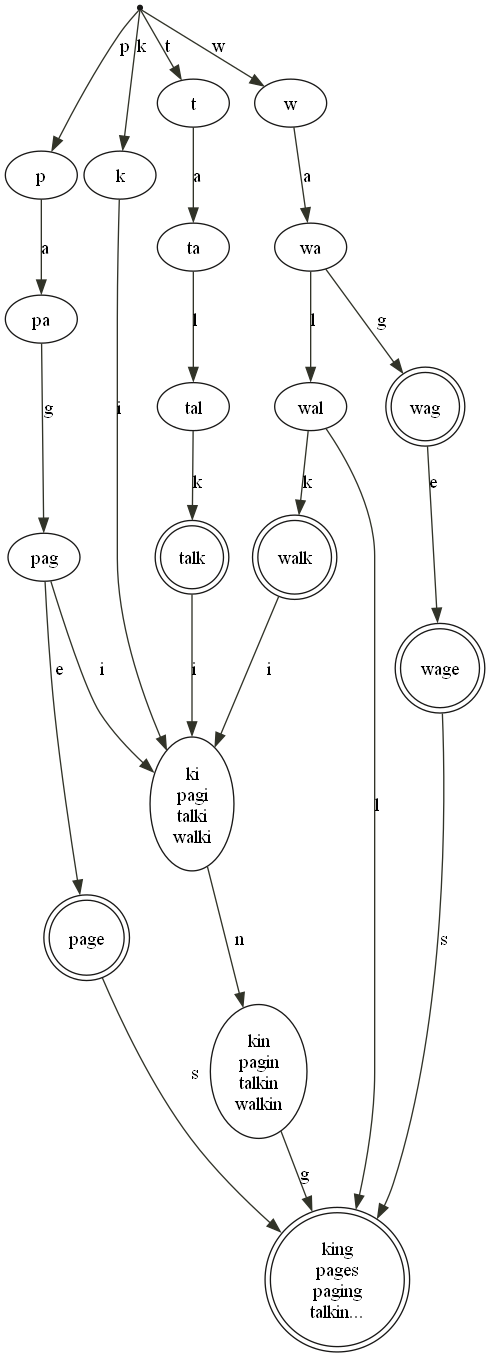 p k t w
t w
p k
a a
a
ta wa
pa
l l g
tal wal wag
g i
k k e
pag talk walk
e i i i wage
ki
pagi
talki
walki
l
page n s
kin
pagin
talkin
walkin
s
g
king
pages
paging
talkin...